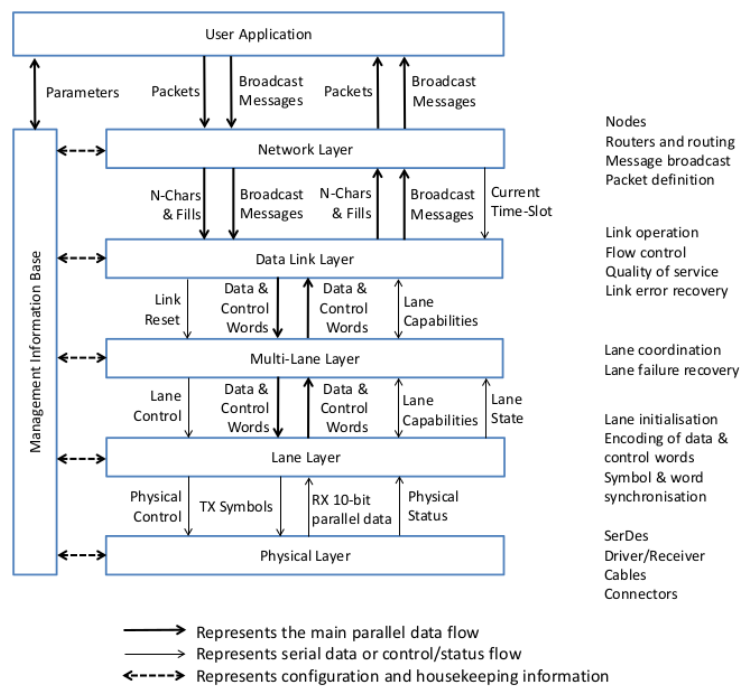 User Application
Parameters
Packets
Broadcast
Messages
Packets
Broadcast
Messages
Management Information Base
Network Layer
Nodes
Routers and routing
Message broadcast
Packet definition
N-Chars
& Fills
Broadcast
Messages
N-Chars
& Fills
Broadcast
Messages
Current
Time-Slot
Data Link Layer
Link operation
Flow control
Quality of service
Link error recovery
Link
Reset
Data &
Control
Words
Data &
Control
Words
Lane
Capabilities
Multi-Lane Layer
Lane coordination
Lane failure recovery
Lane
Control
Data &
Control
Words
Data &
Control
Words
Lane
Capabilities
Lane
State
Lane Layer
Lane initialisation
Encoding of data &
control words
Symbol & word
synchronisation
Physical
Control
TX Symbols
RX 10-bit
parallel data
Physical
Status
Physical Layer
SerDes
Driver/Receiver
Cables
Connectors
Represents the main parallel data flow
Represents serial data or control/status flow
Represents configuration and housekeeping information